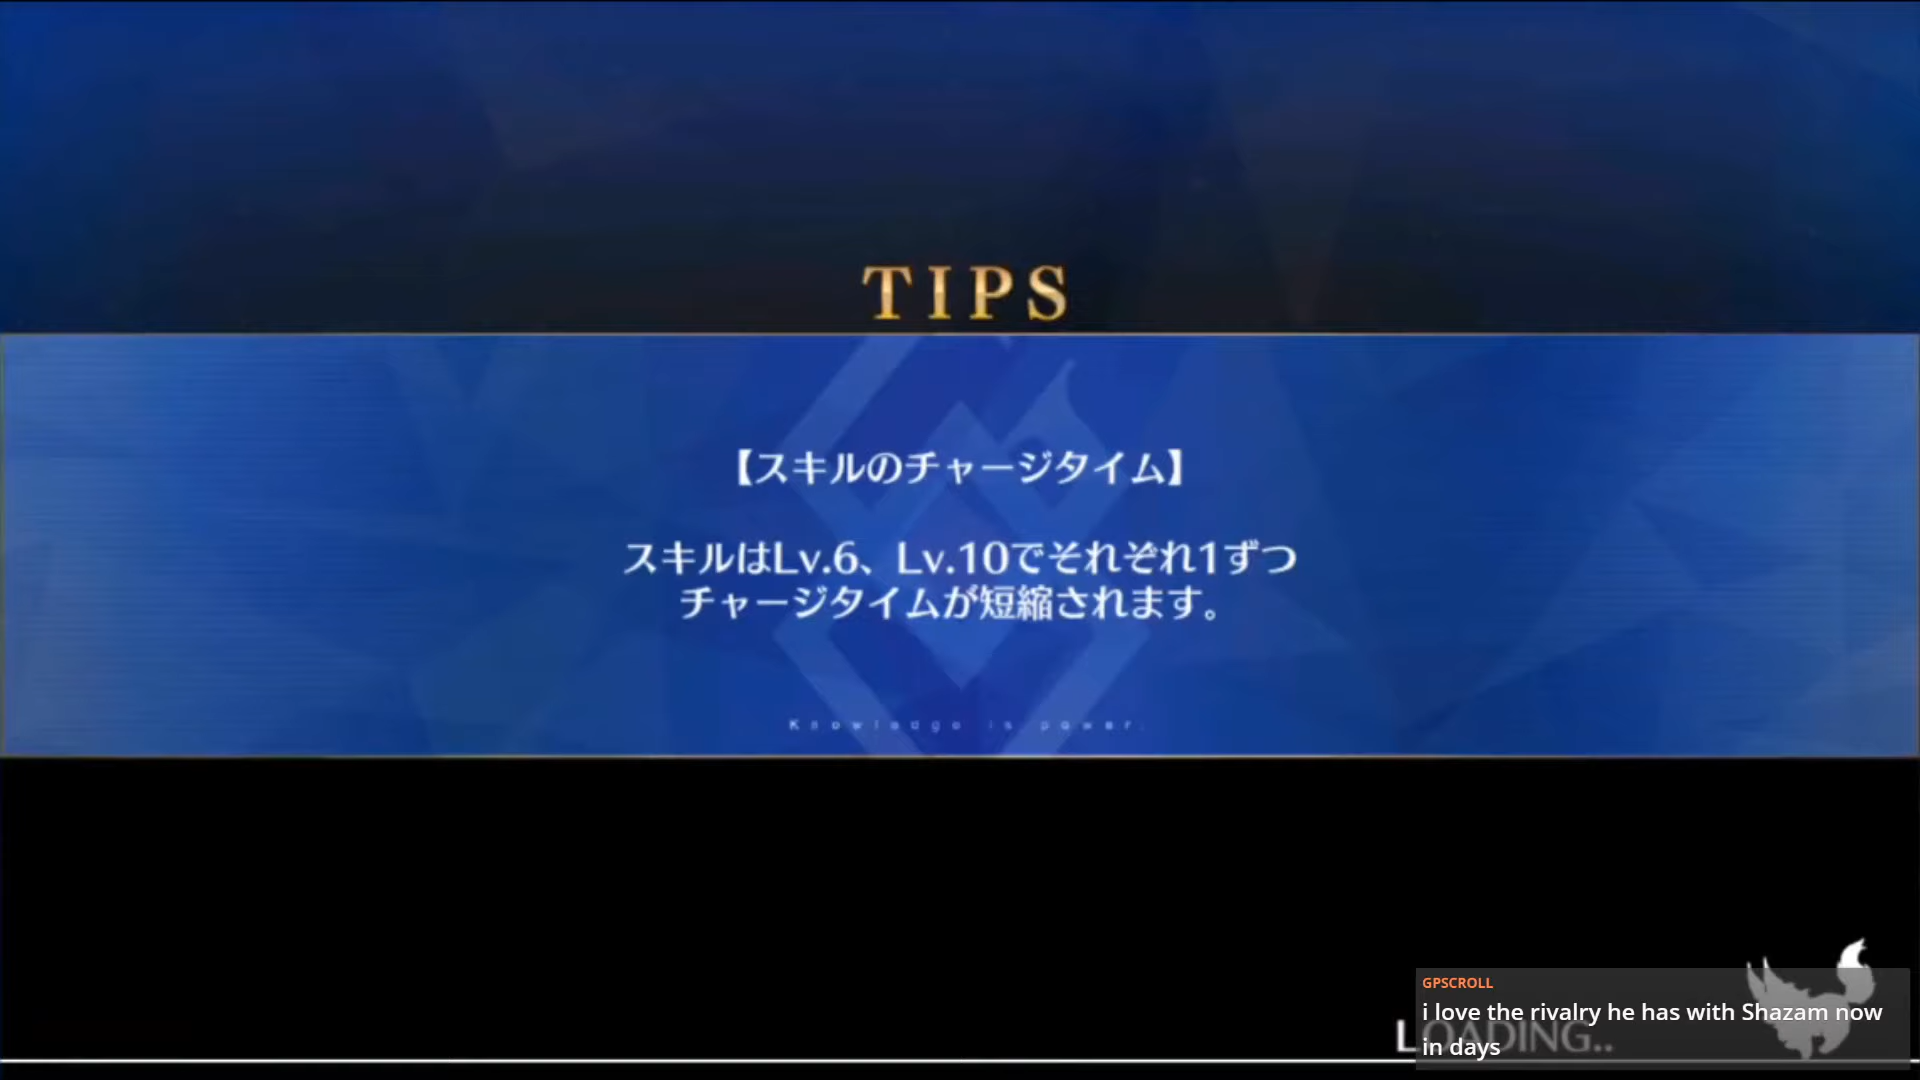 TIPS
【スキルのチャージタイム】
スキルはLv.6、Lv.10でそれぞれ1ずつ
チャージタイムが短縮されます。
Knowledge is power.
GPSCROLL
i love the rivalry he has with Shazam now
in days
LOADING..